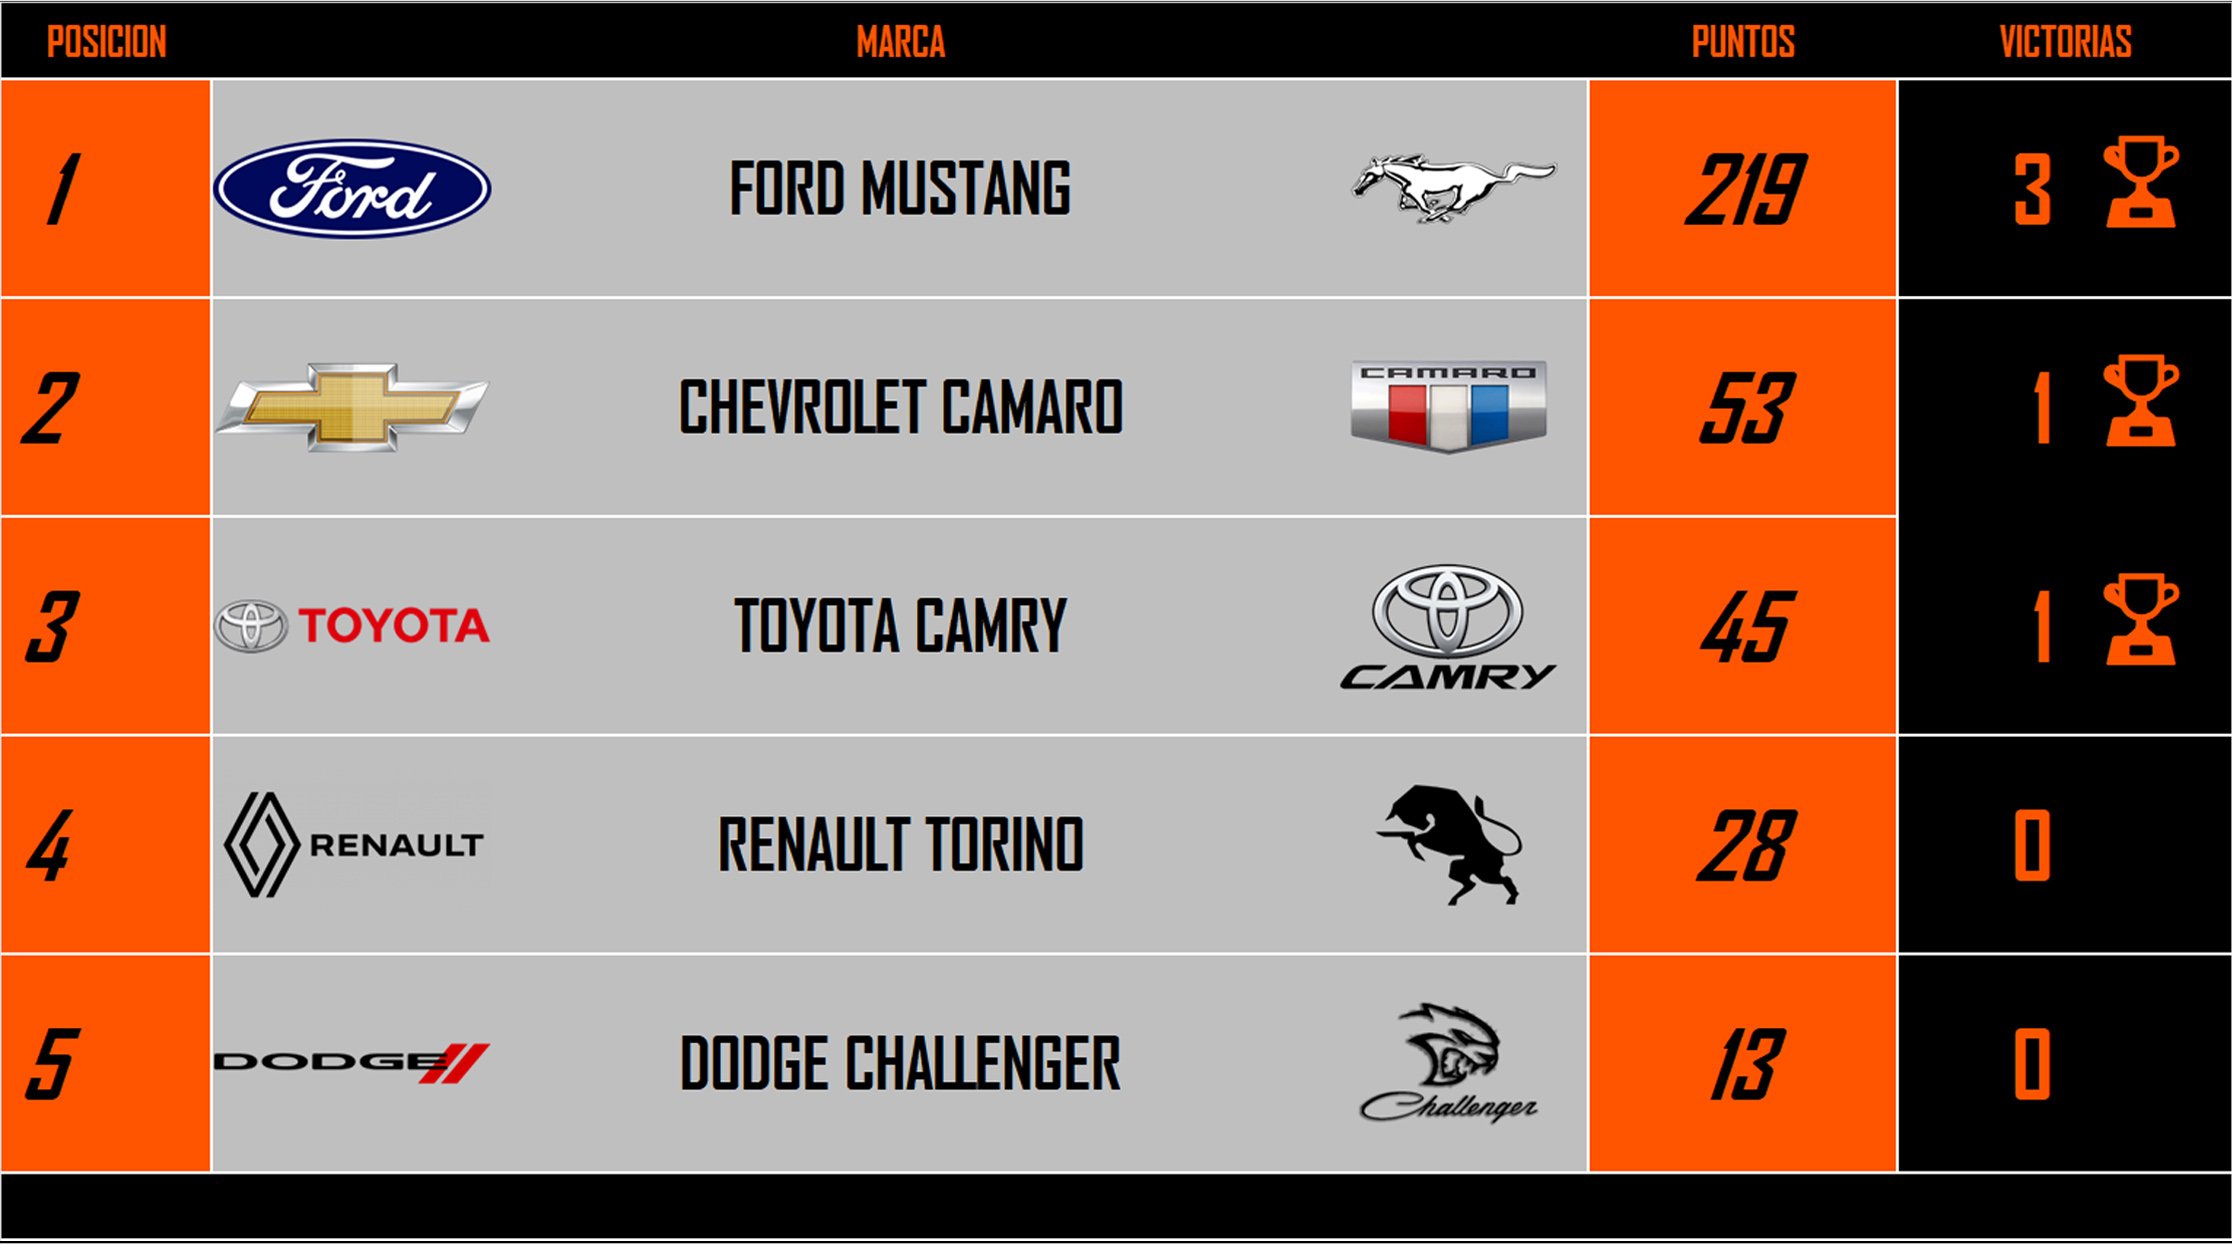 POSICION MARCA PUNTOS VICTORIAS
1 Ford FORD MUSTANG 219 3
2 CHEVROLET CAMARO CAMARO 53 1
3 TOYOTA TOYOTA CAMRY CAMRY 45 1
4 RENAULT RENAULT TORINO 28 0
5 DODGE DODGE CHALLENGER Challenger 13 0